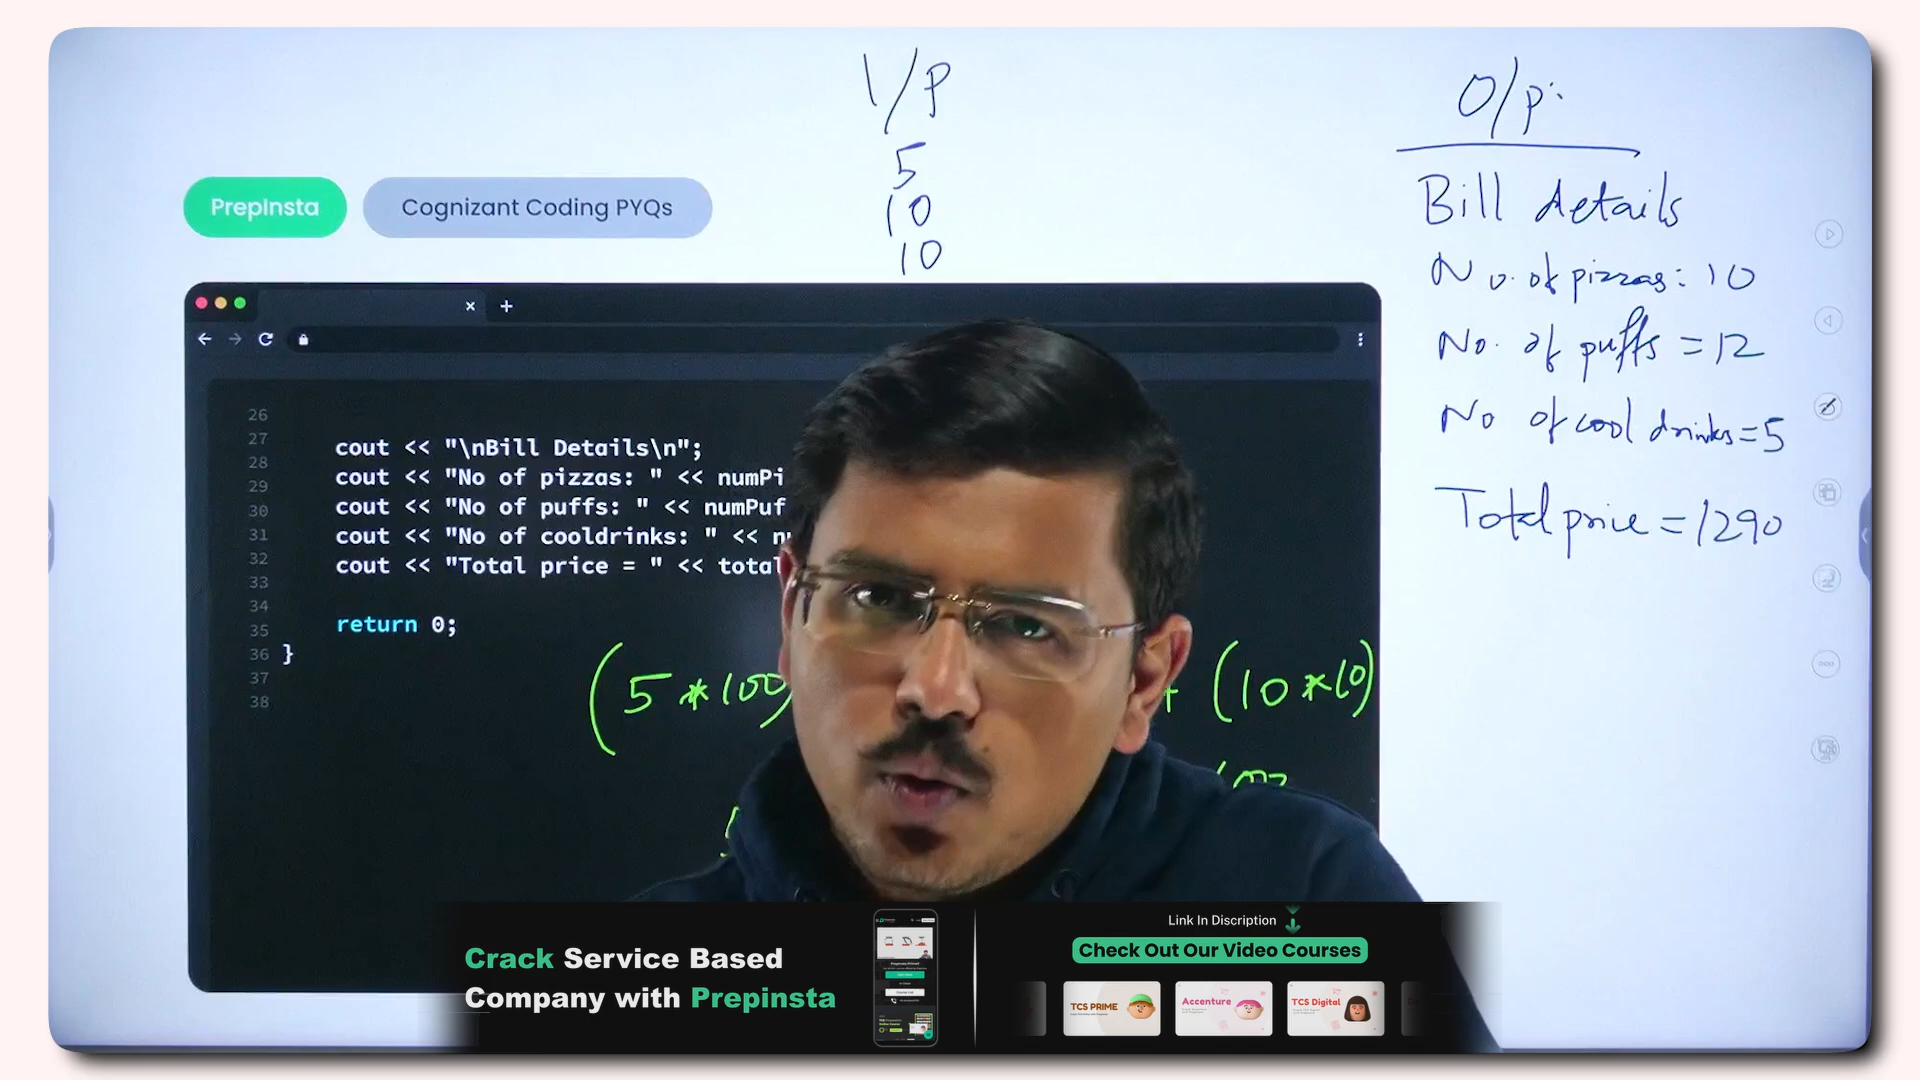 I/P
5
10
10
O/p:
Bill details
No. of pizzas: 10
No. of puffs = 12
No of cool drinks = 5
Total price = 1290
PrepInsta
Cognizant Coding PYQs
26
27
28
29
30
31
32
33
34
35
36
37
38
cout << "\nBill Details\n";
cout << "No of pizzas: " << numPi
cout << "No of puffs: " << numPuf
cout << "No of cooldrinks: " <<
cout << "Total price = " << total
return 0;
}
(5 * 100)
+ (10 * 10)
Crack Service Based
Company with Prepinsta
Link In Discription
Check Out Our Video Courses
TCS PRIME
Accenture
TCS Digital